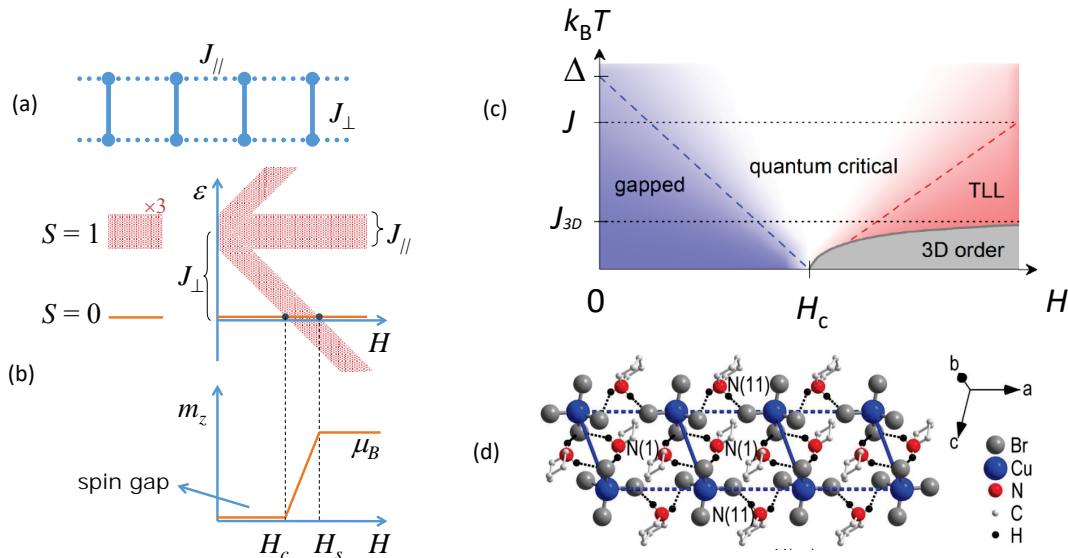 (a)
J//
J⊥
ε
×3
S = 1
J//
J⊥
S = 0
H
(b)
mz
μB
spin gap
Hc
Hs
H
(c)
kBT
Δ
J
J3D
gapped
quantum critical
TLL
3D order
0
Hc
H
(d)
N(11)
N(11)
N(1)
N(1)
N(11)
b
a
c
Br
Cu
N
C
H